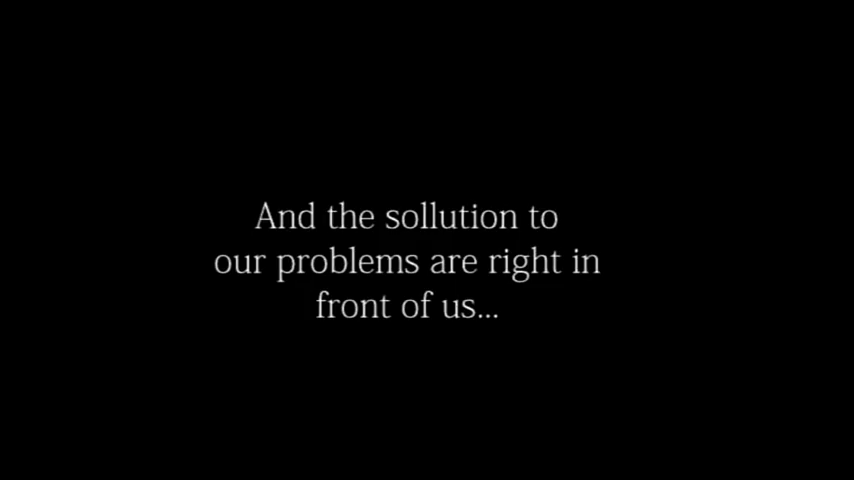 And the sollution to
our problems are right in
front of us...